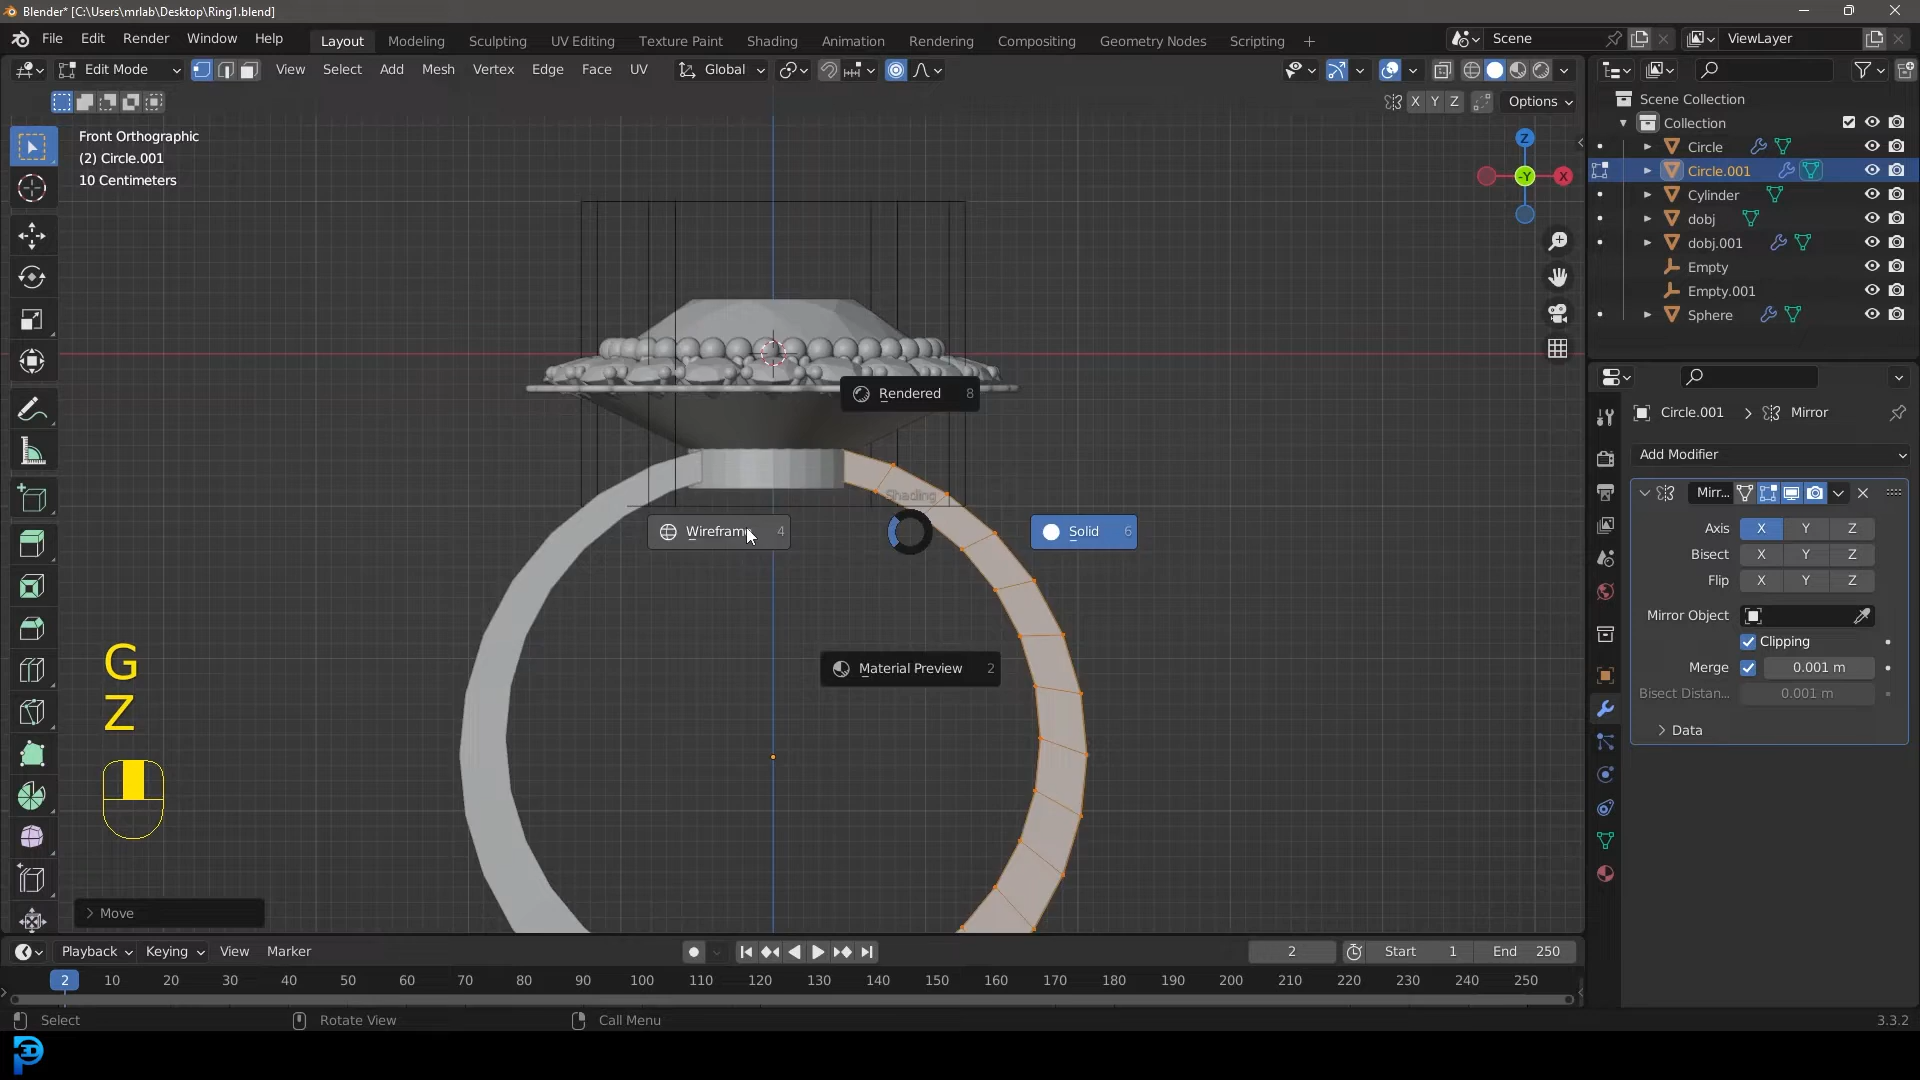 Blender* [C:\Users\mrlab\Desktop\Ring1.blend]
File Edit Render Window Help
Layout Modeling Sculpting UV Editing Texture Paint Shading Animation Rendering Compositing Geometry Nodes Scripting +
Scene
ViewLayer
Edit Mode
View Select Add Mesh Vertex Edge Face UV
Global
X Y Z
Options
Front Orthographic
(2) Circle.001
10 Centimeters
Z
-Y
X
Scene Collection
Collection
Circle
Circle.001
Cylinder
dobj
dobj.001
Empty
Empty.001
Sphere
Rendered 8
Shading
Wirefram 4
Solid 6
Material Preview 2
G
Z
Move
Circle.001 > Mirror
Add Modifier
Mirr...
Axis X Y Z
Bisect X Y Z
Flip X Y Z
Mirror Object
Clipping
Merge 0.001 m
Bisect Distan... 0.001 m
Data
Playback Keying View Marker
2
Start 1
End 250
2 10 20 30 40 50 60 70 80 90 100 110 120 130 140 150 160 170 180 190 200 210 220 230 240 250
Select
Rotate View
Call Menu
3.3.2